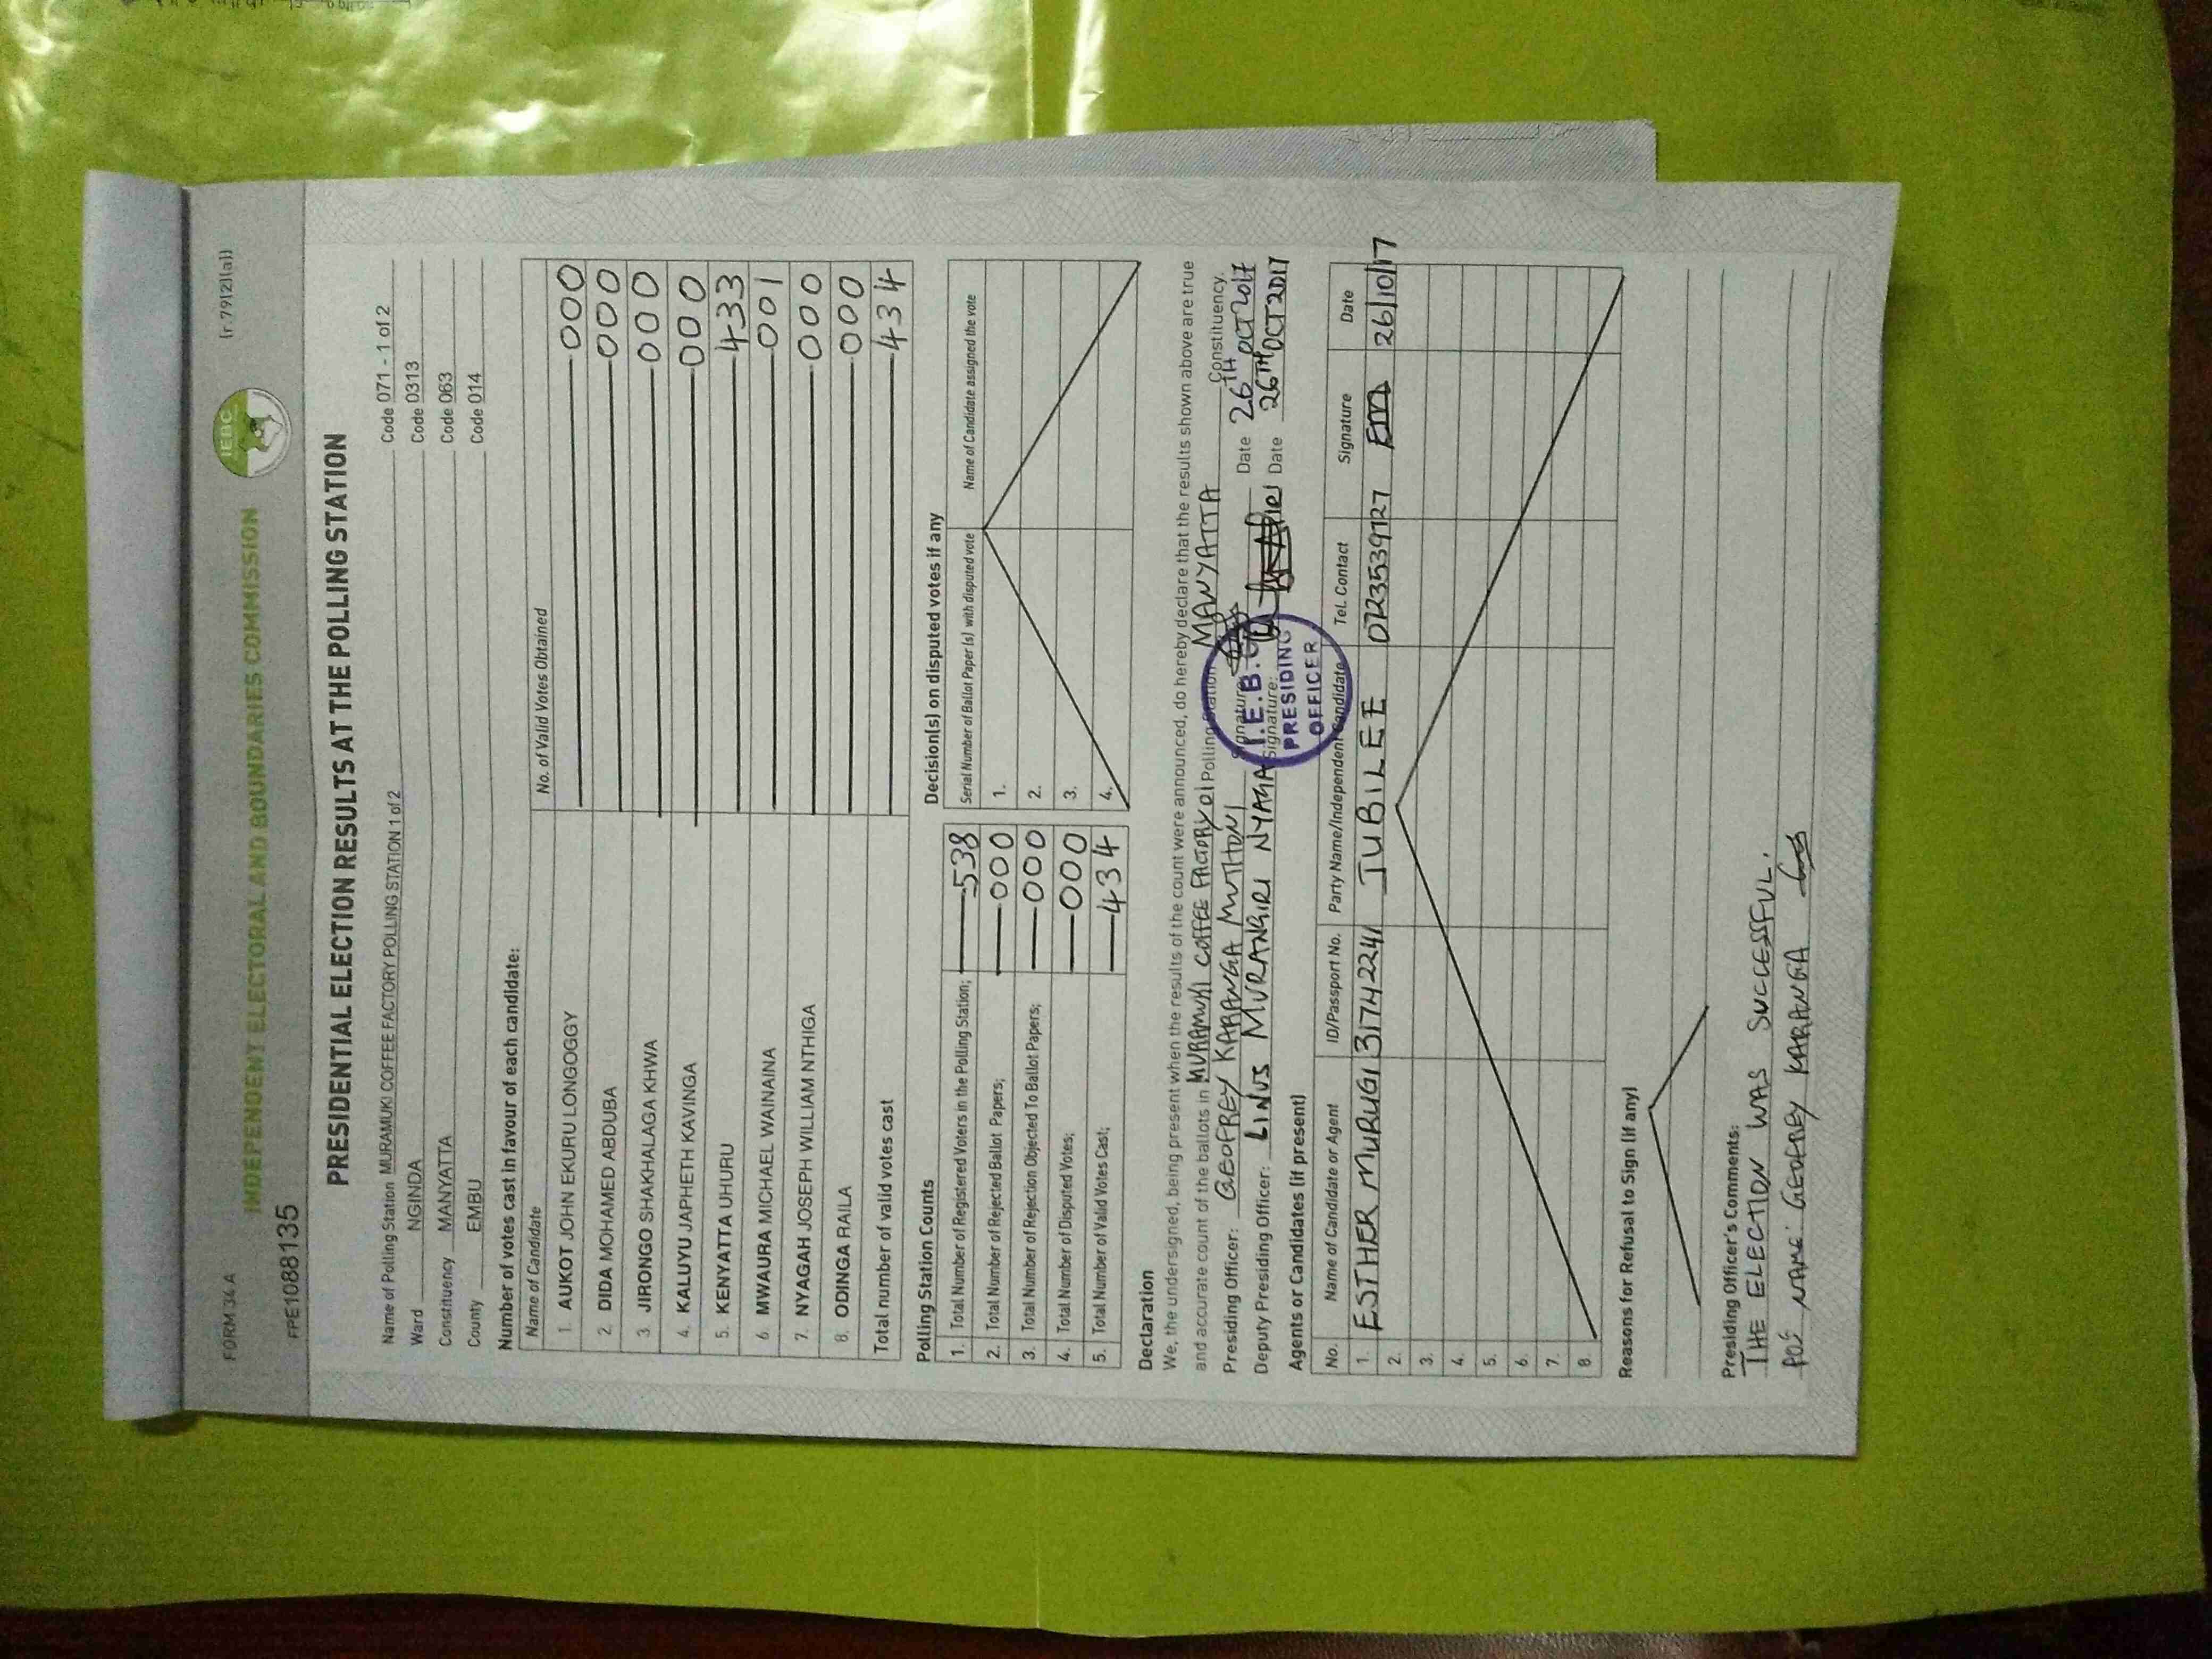 FORM 34A (r 79(2)(a))
INDEPENDENT ELECTORAL AND BOUNDARIES COMMISSION IEBC
FPE1088135
PRESIDENTIAL ELECTION RESULTS AT THE POLLING STATION
Name of Polling Station MURAMUKI COFFEE FACTORY POLLING STATION 1 of 2 Code 071 - 1 of 2
Ward NGINDA Code 0313
Constituency MANYATTA Code 063
County EMBU Code 014
Number of votes cast in favour of each candidate:
Name of Candidate No. of Valid Votes Obtained
1. AUKOT JOHN EKURU LONGOGGY 000
2. DIDA MOHAMED ABDUBA 000
3. JIRONGO SHAKHALAGA KHWA 000
4. KALUYU JAPHETH KAVINGA 000
5. KENYATTA UHURU 433
6. MWAURA MICHAEL WAINAINA 001
7. NYAGAH JOSEPH WILLIAM NTHIGA 000
8. ODINGA RAILA 000
Total number of valid votes cast 434
Polling Station Counts
1. Total Number of Registered Voters in the Polling Station; 538
2. Total Number of Rejected Ballot Papers; 000
3. Total Number of Rejection Objected To Ballot Papers; 000
4. Total Number of Disputed Votes; 000
5. Total Number of Valid Votes Cast; 434
Decision(s) on disputed votes if any
Serial Number of Ballot Paper (s) with disputed vote Name of Candidate assigned the vote
1.
2.
3.
4.
Declaration
We, the undersigned, being present when the results of the count were announced, do hereby declare that the results shown above are true
and accurate count of the ballots in MURAMUKI COFFEE FACTORY 01 Polling Station, MANYATTA Constituency.
Presiding Officer: GEOFREY KARANGA MUTHONI Signature: Date 26TH OCT 2017
Deputy Presiding Officer: LINUS MURANGIRI NYAGA Signature: Date 26TH OCT 2017
I.E.B.C
PRESIDING
OFFICER
Agents or Candidates (if present)
No. Name of Candidate or Agent ID/Passport No. Party Name/Independent Candidate Tel. Contact Signature Date
1. ESTHER MURUGI 31742241 JUBILEE EM 26/10/17
2.
3.
4.
5.
6.
7.
8.
Reasons for Refusal to Sign (if any)
Presiding Officer's Comments:
THE ELECTION WAS SUCCESSFUL.
PO'S NAME: GEOFREY KARANGA